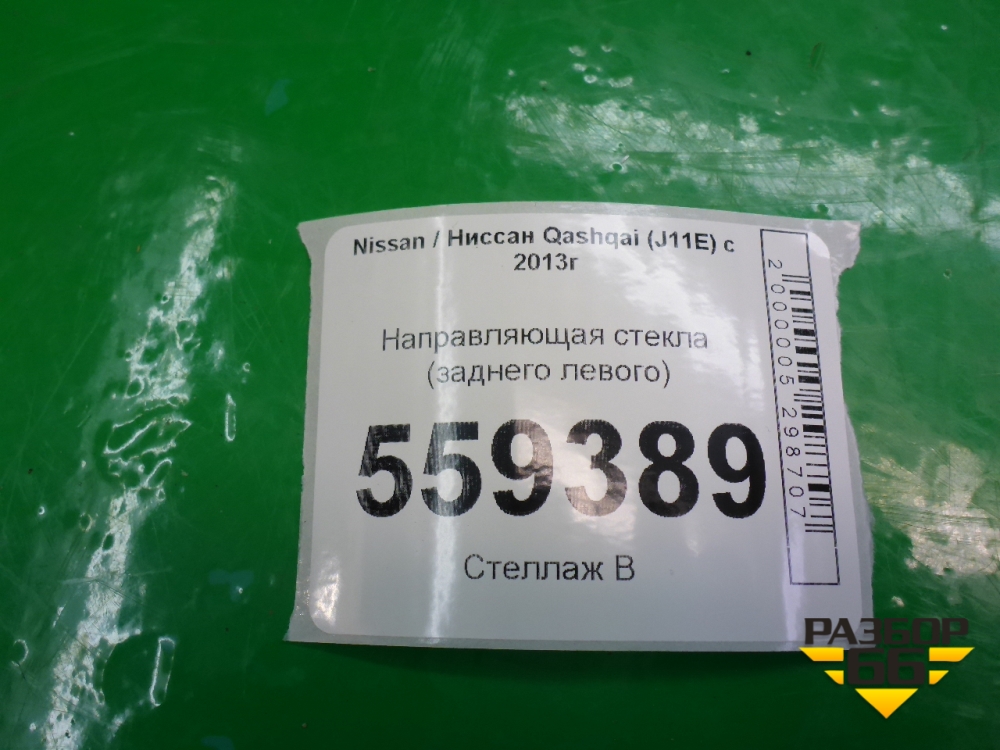 Nissan / Ниссан Qashqai (J11E) с
2013г
Направляющая стекла
(заднего левого)
559389
Стеллаж В
2000005298707
РАЗБОР
66